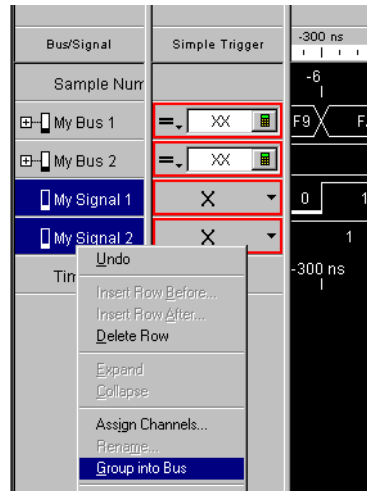 Bus/Signal Simple Trigger -300 ns
Sample Num -6
My Bus 1 = XX F9 F
My Bus 2 = XX
My Signal 1 X 0 1
My Signal 2 X 1
Tim -300 ns
Undo
Insert Row Before...
Insert Row After...
Delete Row
Expand
Collapse
Assign Channels...
Rename...
Group into Bus